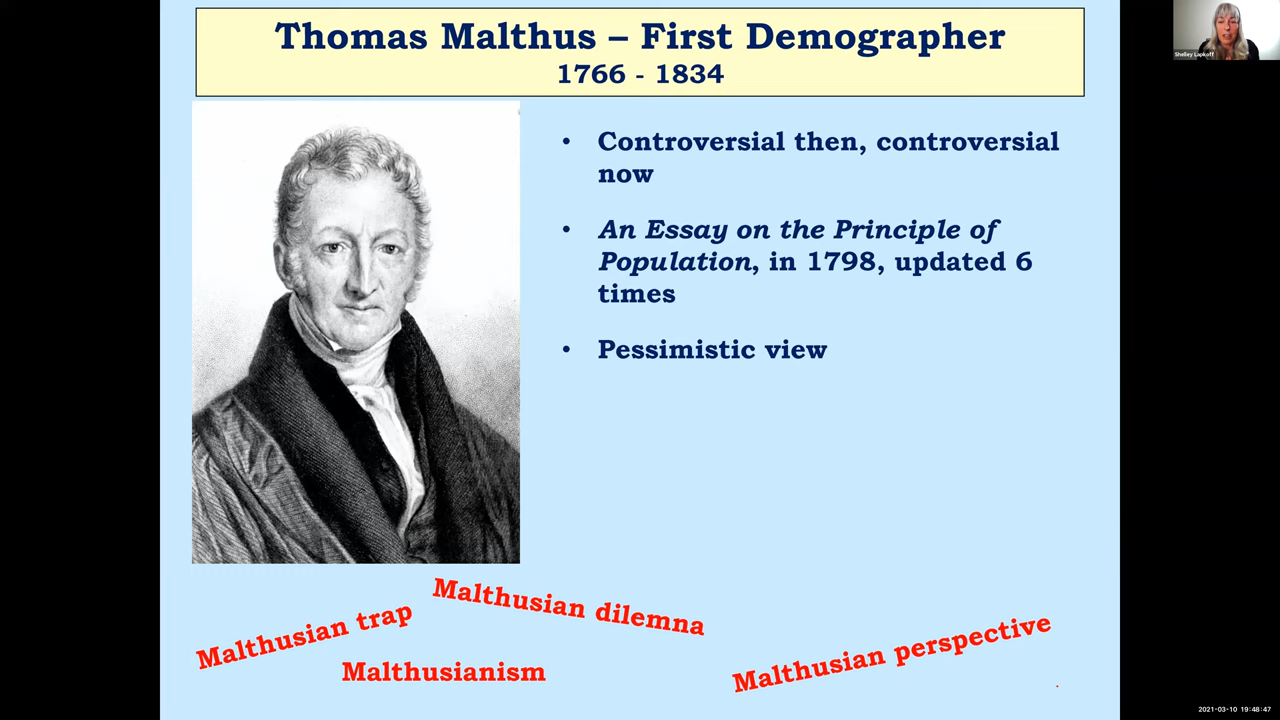 Thomas Malthus – First Demographer
1766 - 1834
Shelley Lapkoff
• Controversial then, controversial
now
• An Essay on the Principle of
Population, in 1798, updated 6
times
• Pessimistic view
Malthusian dilemna
Malthusian trap
Malthusian perspective
Malthusianism
2021-03-10 19:48:47